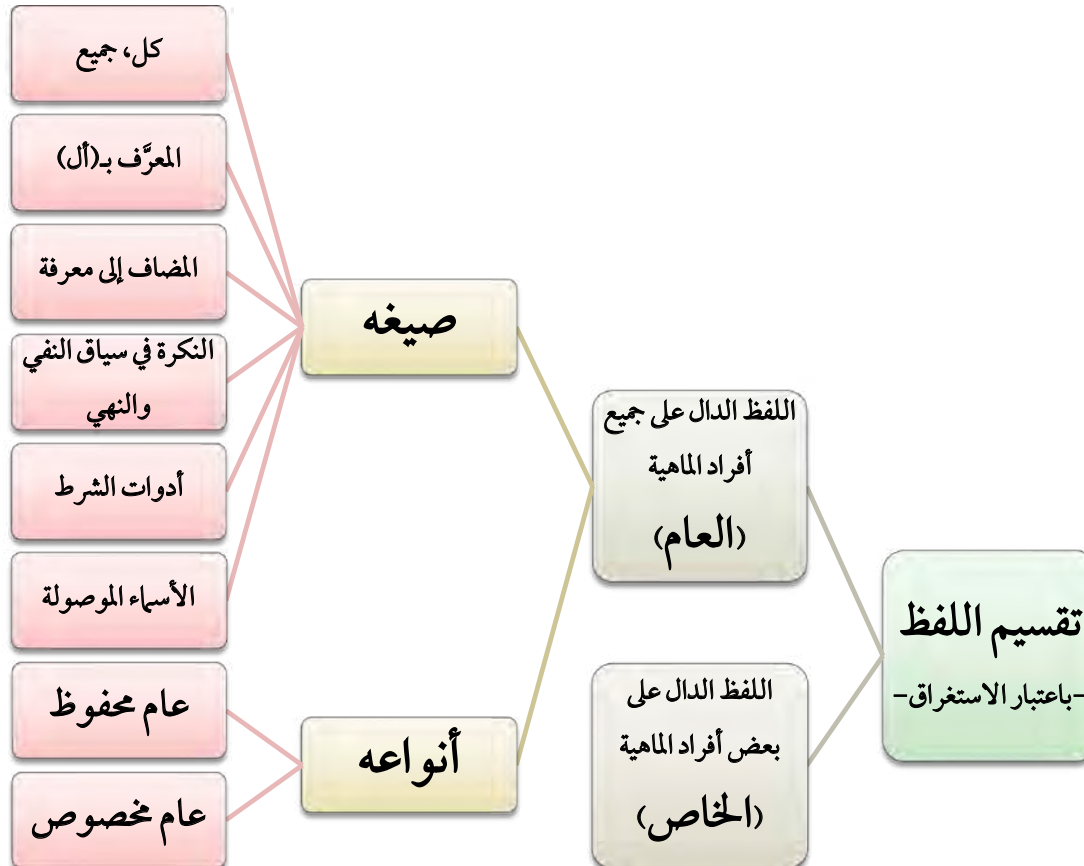 تقسيم اللفظ
-باعتبار الاستغراق-
اللفظ الدال على جميع
أفراد الماهية
(العام)
صيغه
كل، جميع
المعرَّف بـ(أل)
المضاف إلى معرفة
النكرة في سياق النفي
والنهي
أدوات الشرط
الأسماء الموصولة
أنواعه
عام محفوظ
عام مخصوص
اللفظ الدال على
بعض أفراد الماهية
(الخاص)